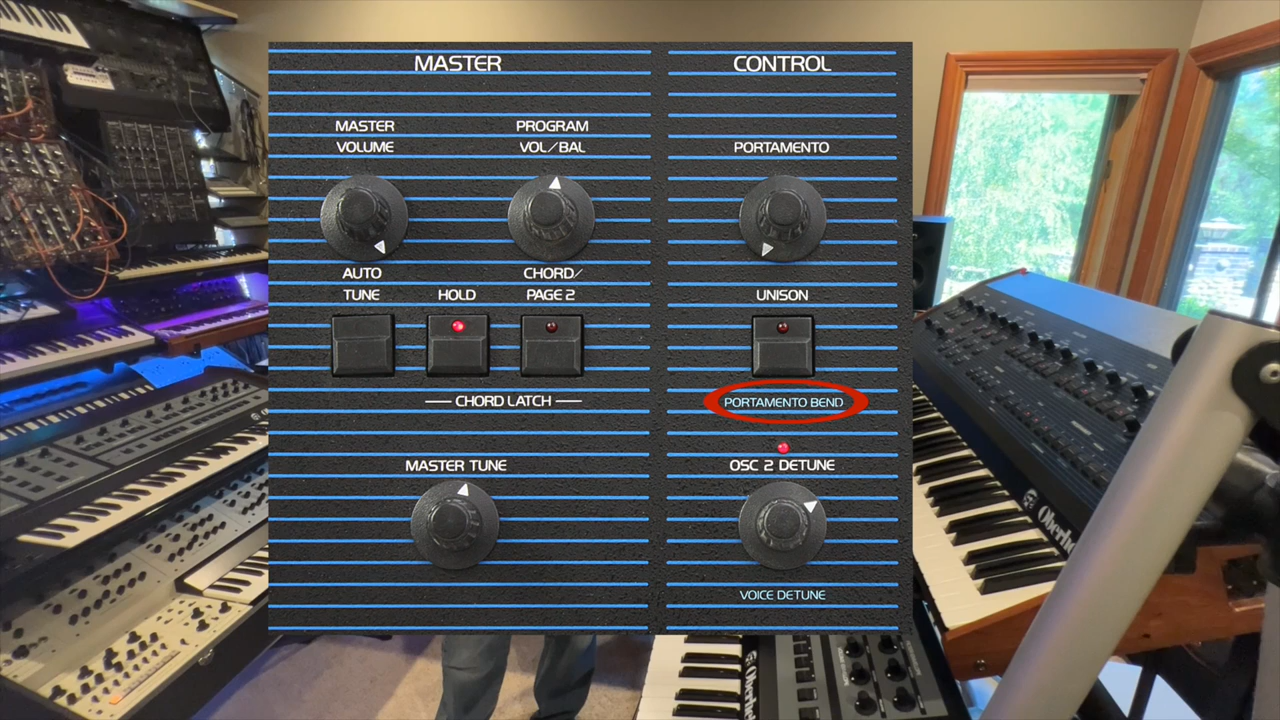 MASTER
CONTROL
MASTER
VOLUME
PROGRAM
VOL/BAL
PORTAMENTO
AUTO
TUNE
HOLD
CHORD/
PAGE 2
UNISON
CHORD LATCH
PORTAMENTO BEND
MASTER TUNE
OSC 2 DETUNE
VOICE DETUNE